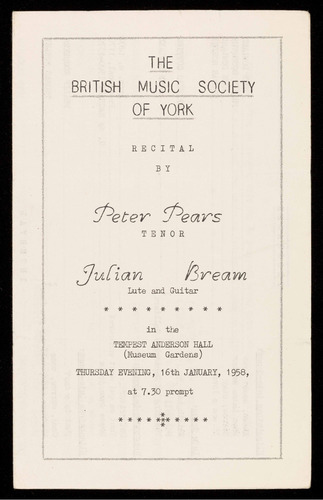 THE
BRITISH MUSIC SOCIETY
OF YORK
RECITAL
BY
Peter Pears
TENOR
Julian Bream
Lute and Guitar
* * * * * * * * *
in the
TEMPEST ANDERSON HALL
(Museum Gardens)
THURSDAY EVENING, 16th JANUARY, 1958,
at 7.30 prompt
* * * * * * * * * *